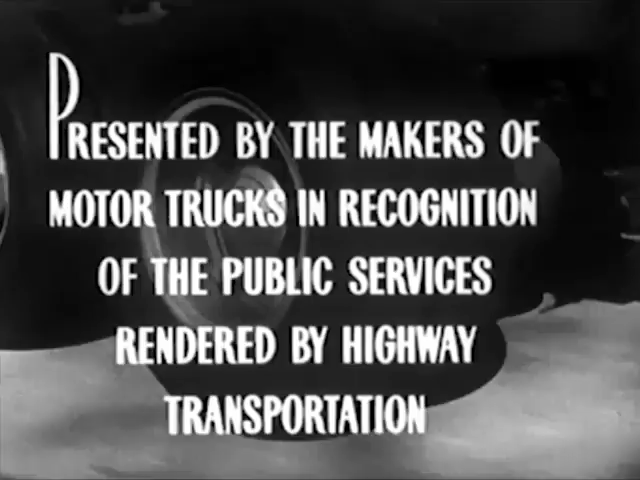 PRESENTED BY THE MAKERS OF
MOTOR TRUCKS IN RECOGNITION
OF THE PUBLIC SERVICES
RENDERED BY HIGHWAY
TRANSPORTATION